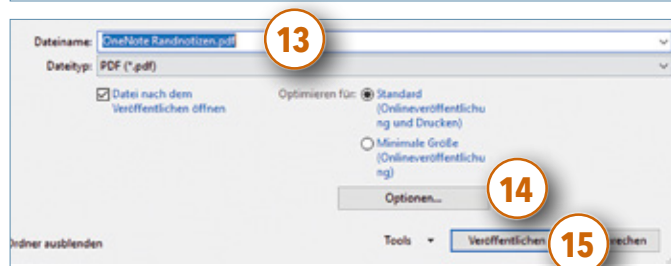 Dateiname: OneNote Randnotizen.pdf 13
Dateityp: PDF (*.pdf)
Datei nach dem
Veröffentlichen öffnen
Optimieren für: Standard
(Onlineveröffentlichu
ng und Drucken)
Minimale Größe
(Onlineveröffentlichu
ng)
Optionen... 14
Ordner ausblenden
Tools Veröffentlichen 15 rechen